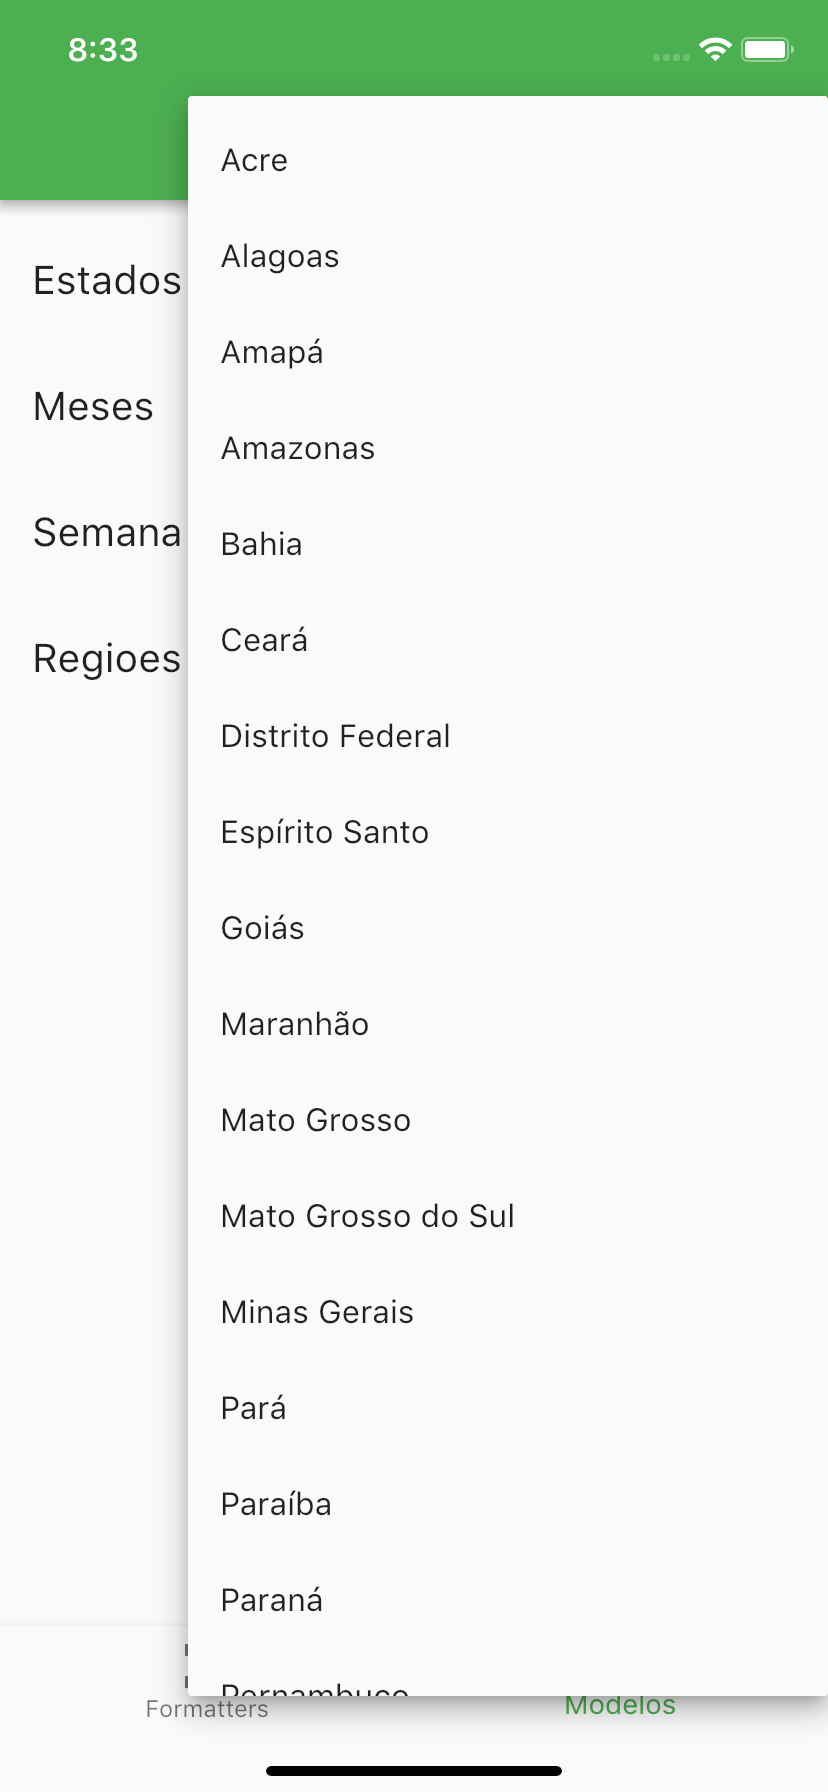 8:33
Acre
Alagoas
Estados
Amapá
Meses
Amazonas
Semana
Bahia
Ceará
Regioes
Distrito Federal
Espírito Santo
Goiás
Maranhão
Mato Grosso
Mato Grosso do Sul
Minas Gerais
Pará
Paraíba
Paraná
Pernambuco
Formatters
Modelos